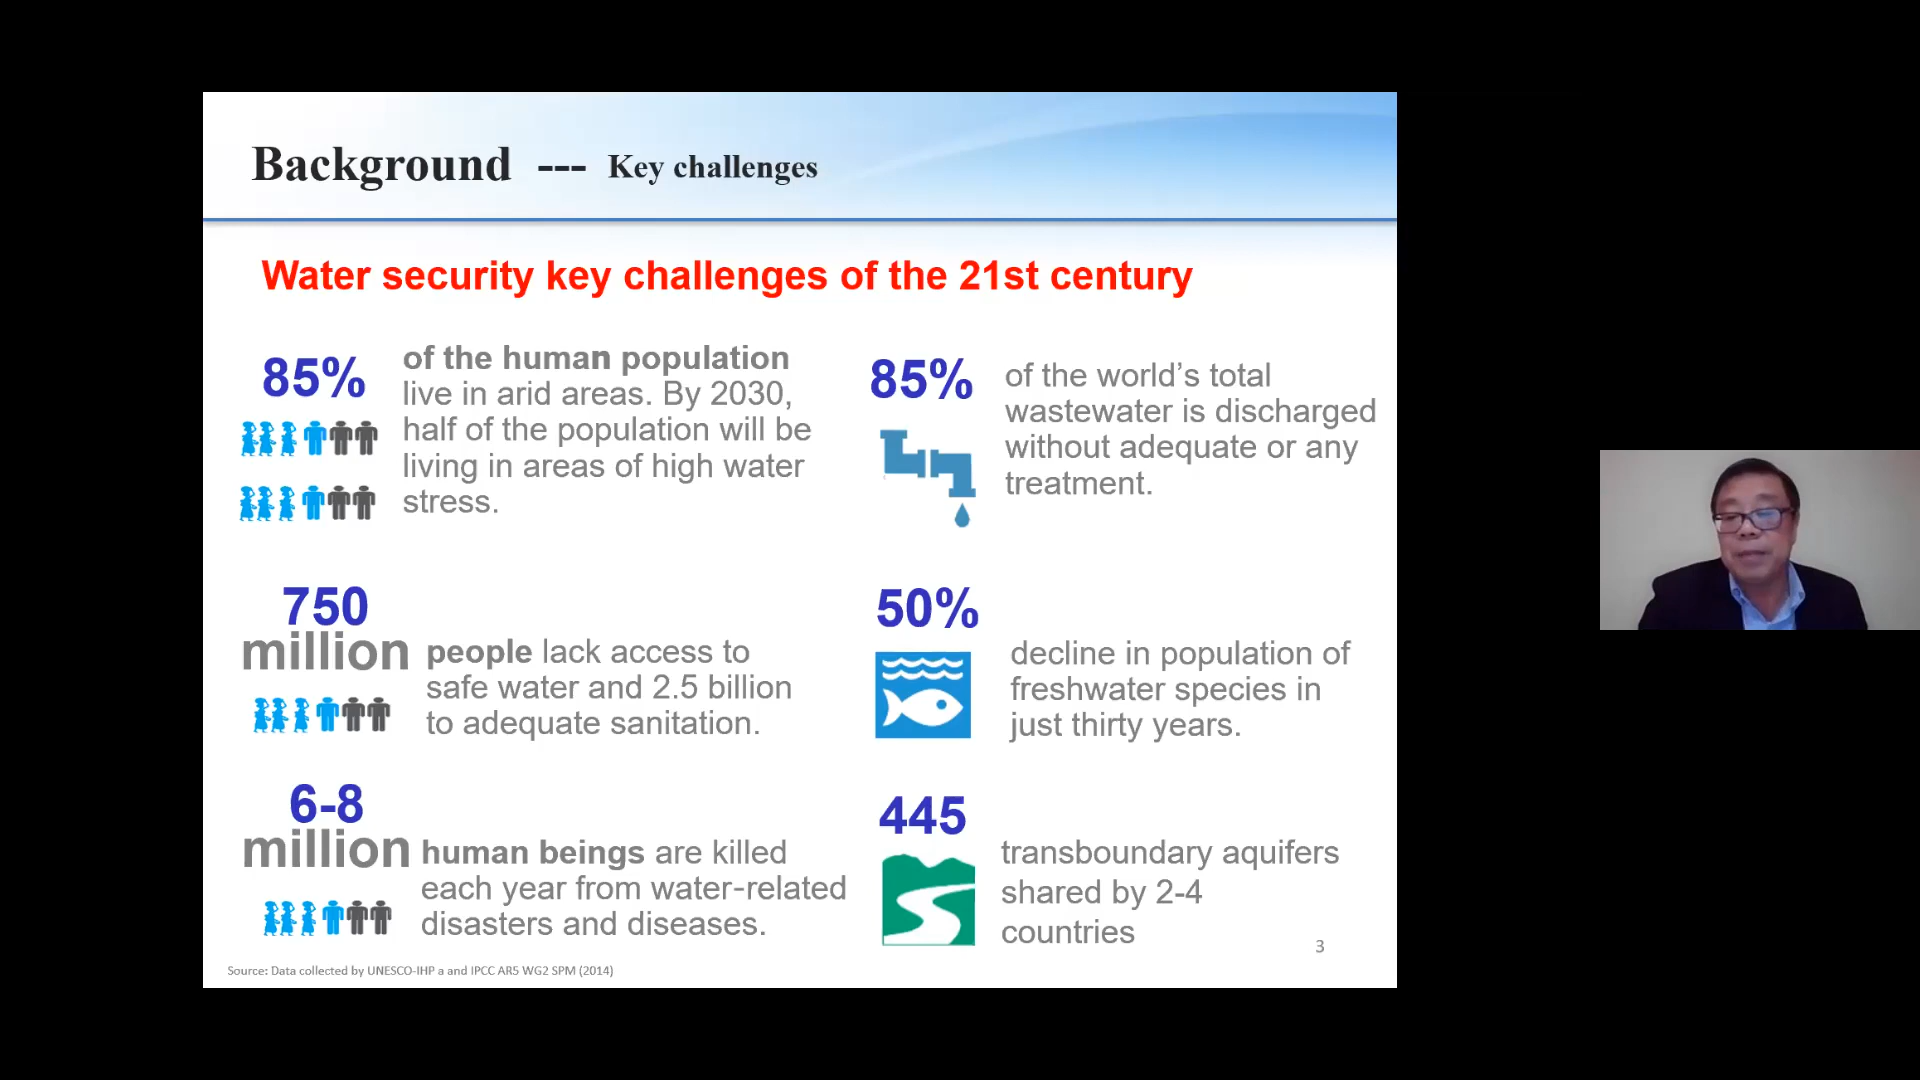 Background --- Key challenges
Water security key challenges of the 21st century
85%
of the human population
live in arid areas. By 2030,
half of the population will be
living in areas of high water
stress.
85%
of the world’s total
wastewater is discharged
without adequate or any
treatment.
750
million
people lack access to
safe water and 2.5 billion
to adequate sanitation.
50%
decline in population of
freshwater species in
just thirty years.
6-8
million
human beings are killed
each year from water-related
disasters and diseases.
445
transboundary aquifers
shared by 2-4
countries
3
Source: Data collected by UNESCO-IHP a and IPCC AR5 WG2 SPM (2014)